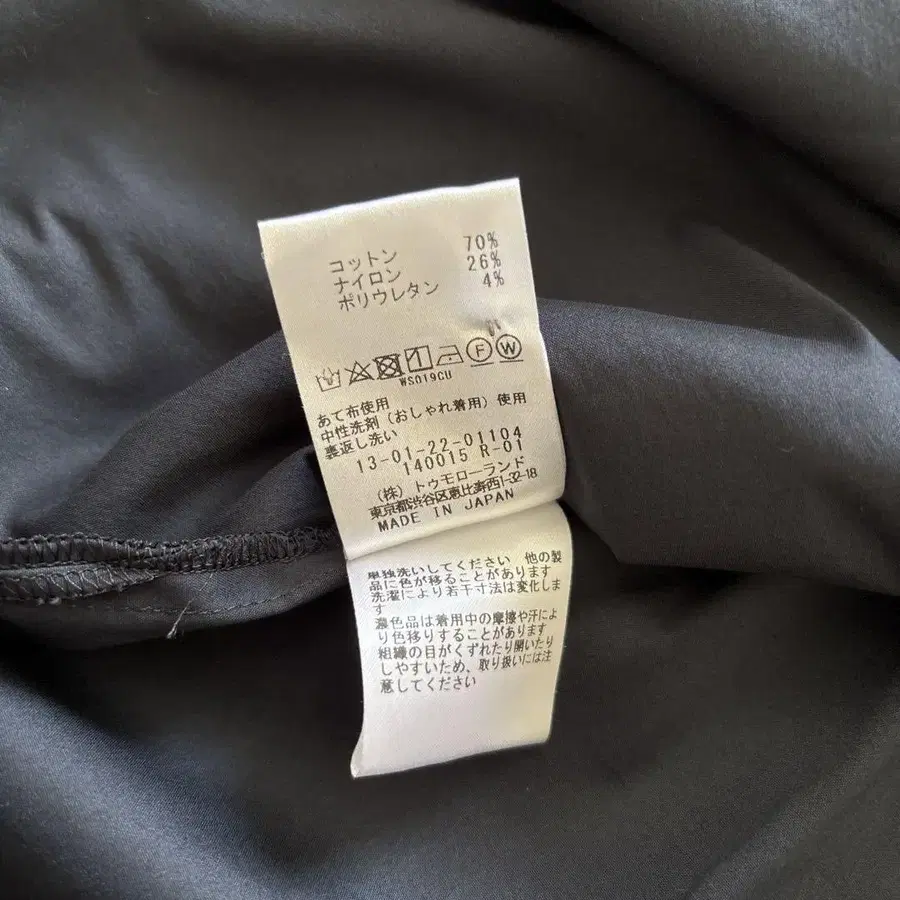 コットン 70%
ナイロン 26%
ポリウレタン 4%
F W
WS019CU
あて布使用
中性洗剤（おしゃれ着用）使用
裏返し洗い
13-01-22-01104
140015 R-01
（株）トゥモローランド
東京都渋谷区恵比寿西1-32-18
MADE IN JAPAN
単独洗いしてください 他の製
品に色が移ることがあります
洗濯により若干寸法は変化しま
す
濃色品は着用中の摩擦や汗によ
り色移りすることがあります
組織の目がくずれたり開いたり
しやすいため、取り扱いには注
意してください